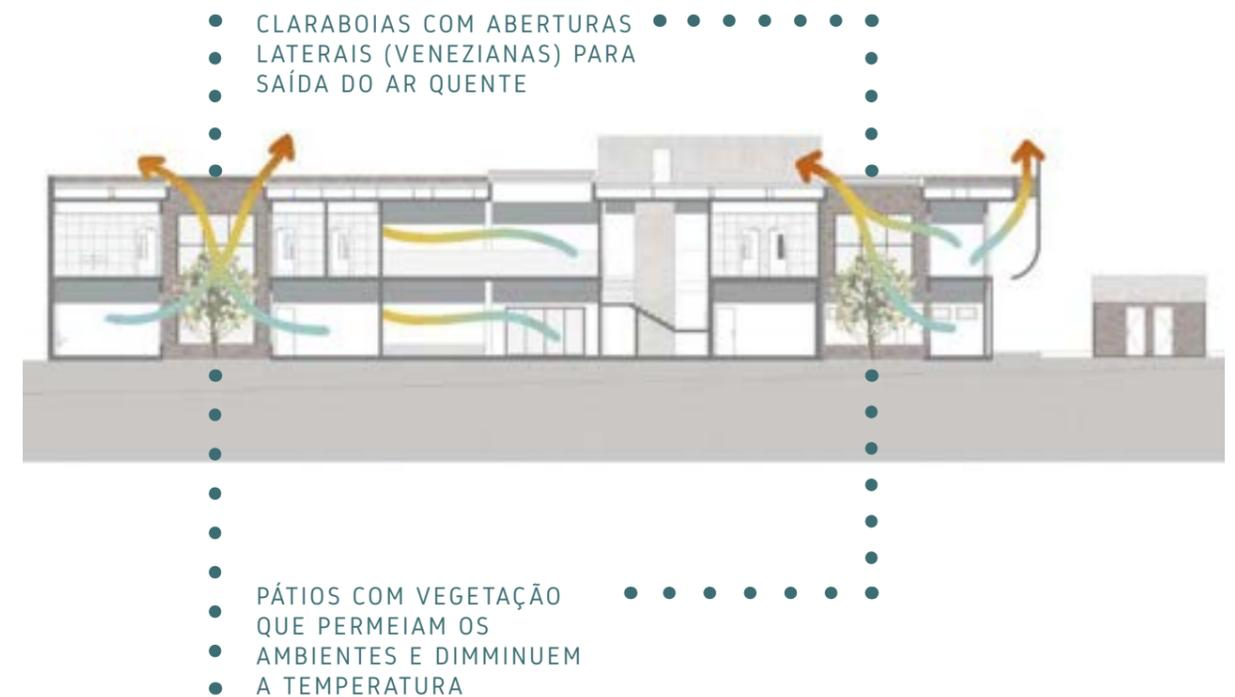 CLARABOIAS COM ABERTURAS
LATERAIS (VENEZIANAS) PARA
SAÍDA DO AR QUENTE
PÁTIOS COM VEGETAÇÃO
QUE PERMEIAM OS
AMBIENTES E DIMMINUEM
A TEMPERATURA